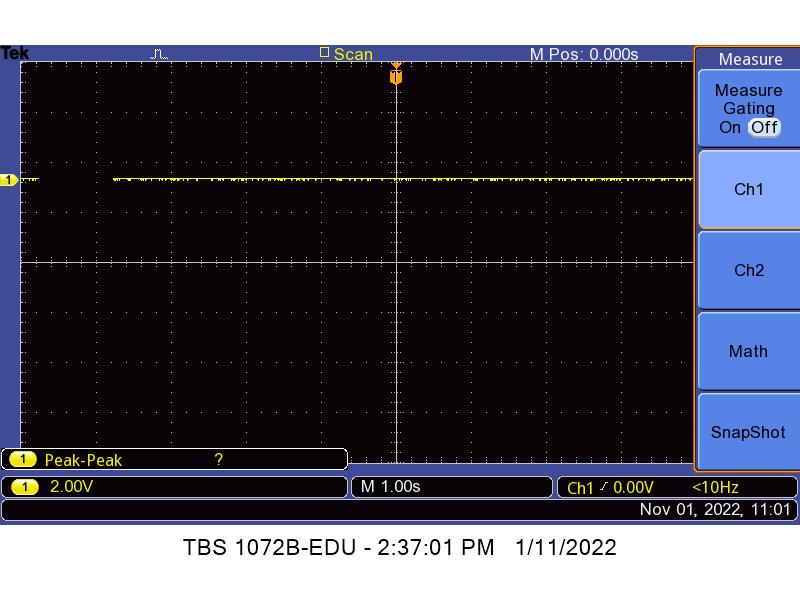 Tek Scan M Pos: 0.000s
Measure
T
Measure
Gating
On Off
1
Ch1
Ch2
Math
SnapShot
1 Peak-Peak ?
1 2.00V M 1.00s Ch1 0.00V <10Hz
Nov 01, 2022, 11:01
TBS 1072B-EDU - 2:37:01 PM 1/11/2022